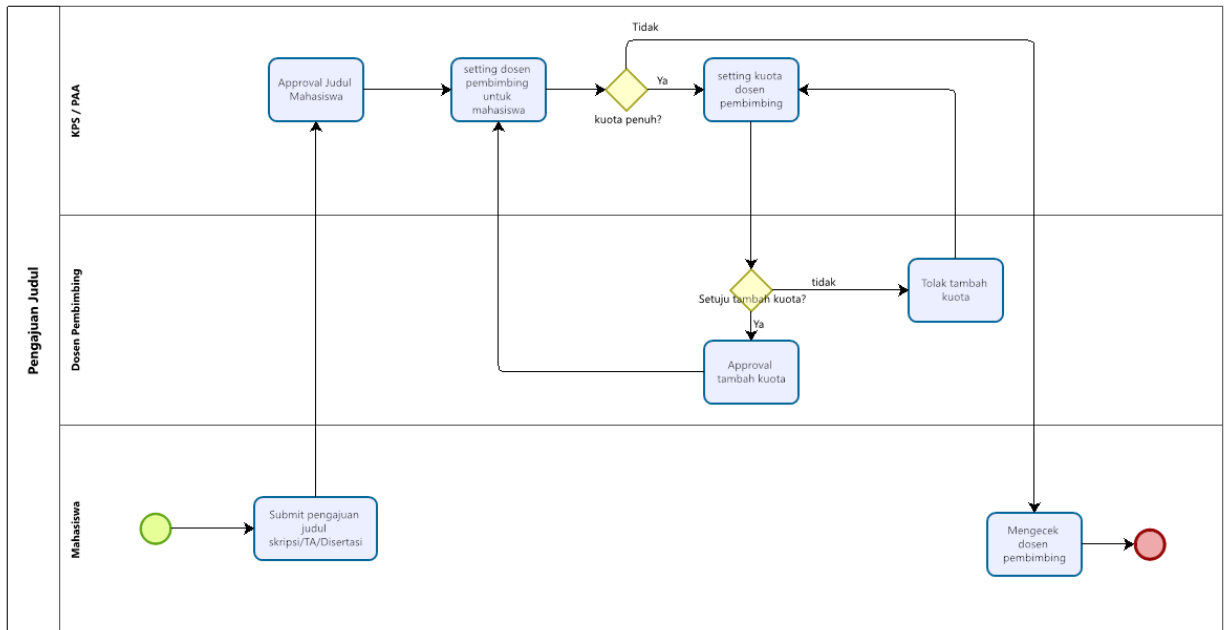 Pengajuan Judul
KPS / PAA
Tidak
Approval Judul
Mahasiswa
setting dosen
pembimbing
untuk
mahasiswa
kuota penuh?
Ya
setting kuota
dosen
pembimbing
Dosen Pembimbing
Setuju tambah kuota?
tidak
Tolak tambah
kuota
Ya
Approval
tambah kuota
Mahasiswa
Submit pengajuan
judul
skripsi/TA/Disertasi
Mengecek
dosen
pembimbing